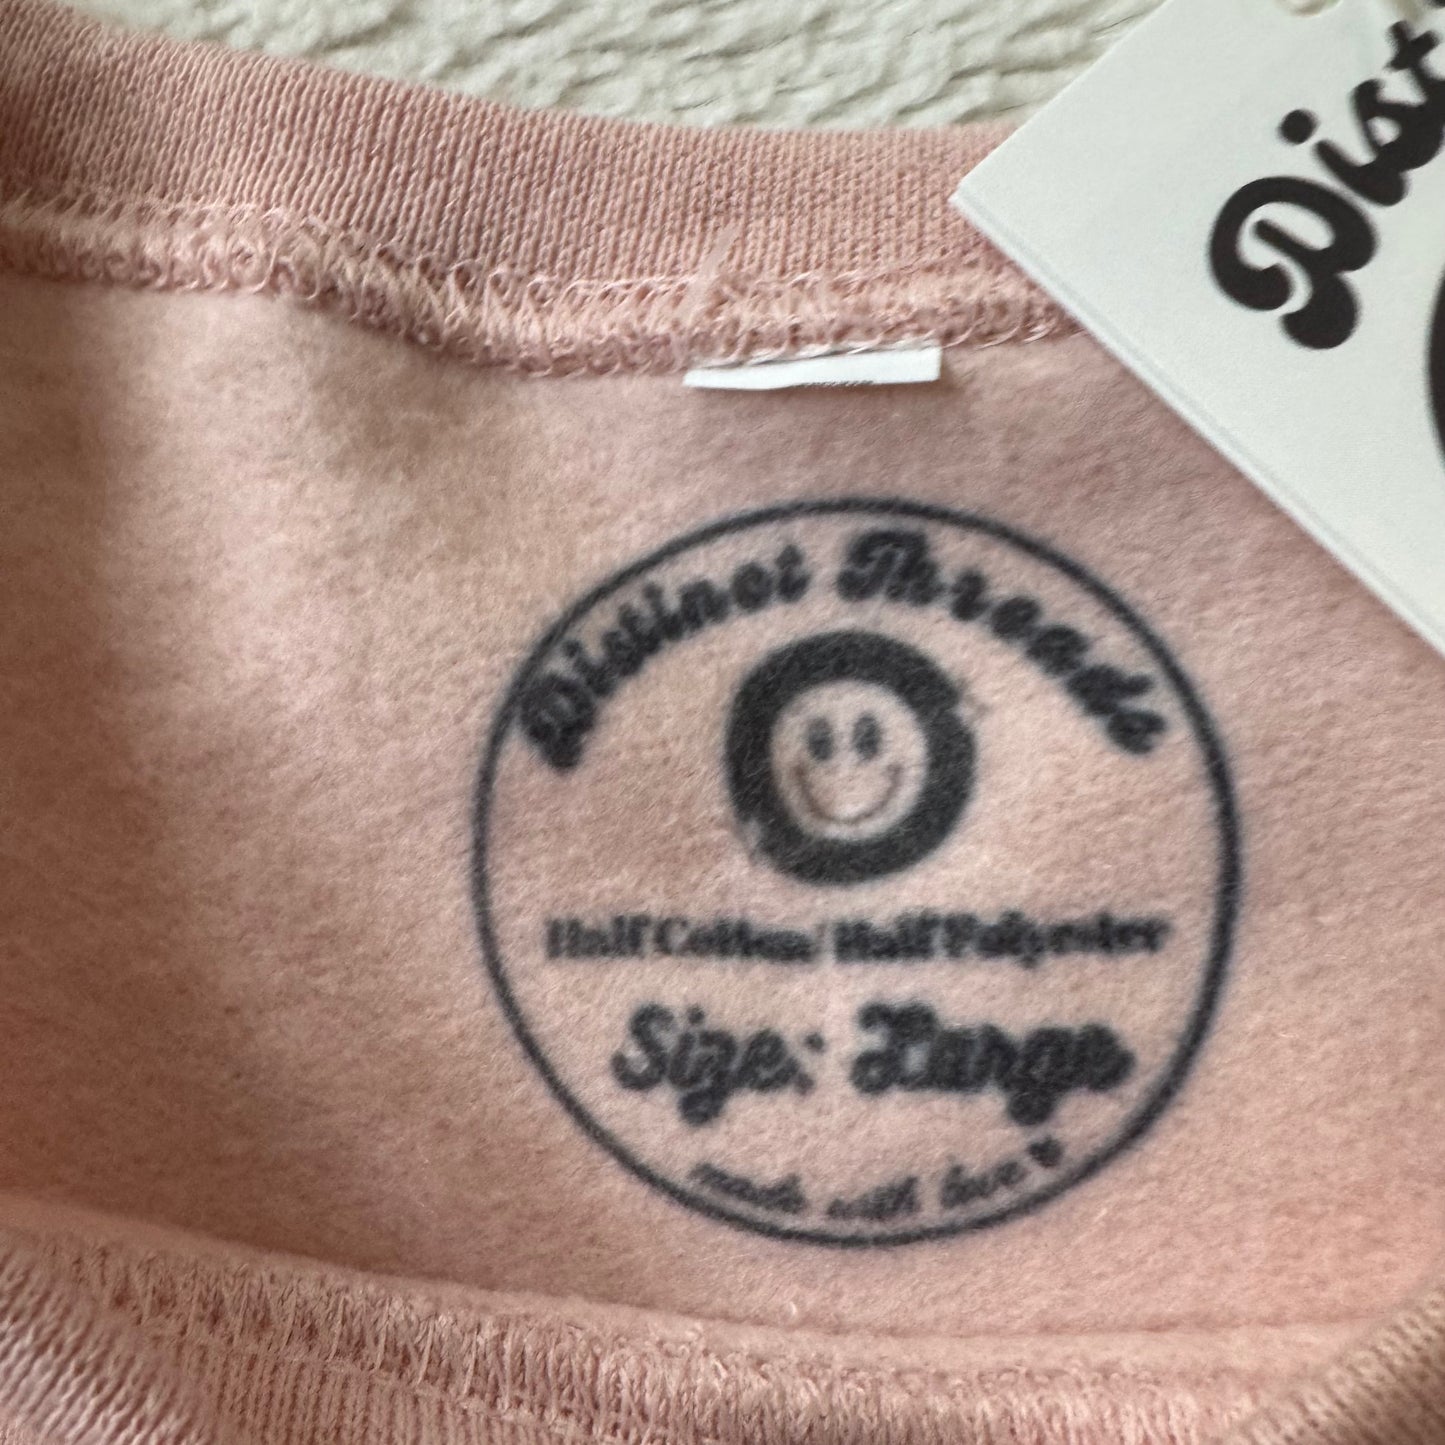 Dist
Distinct Threads
Half Cotton/Half Polyester
Size: Large
made with love ♥